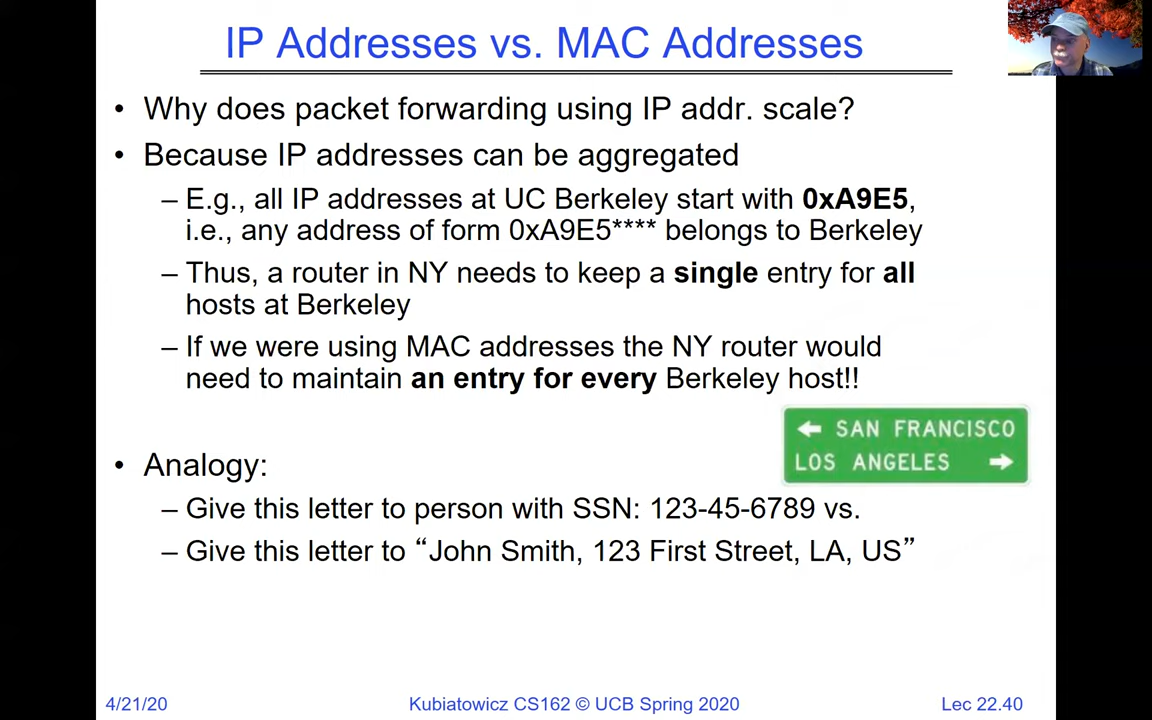 IP Addresses vs. MAC Addresses
• Why does packet forwarding using IP addr. scale?
• Because IP addresses can be aggregated
– E.g., all IP addresses at UC Berkeley start with 0xA9E5,
i.e., any address of form 0xA9E5**** belongs to Berkeley
– Thus, a router in NY needs to keep a single entry for all
hosts at Berkeley
– If we were using MAC addresses the NY router would
need to maintain an entry for every Berkeley host!!
← SAN FRANCISCO
LOS ANGELES →
• Analogy:
– Give this letter to person with SSN: 123-45-6789 vs.
– Give this letter to “John Smith, 123 First Street, LA, US”
4/21/20
Kubiatowicz CS162 © UCB Spring 2020
Lec 22.40